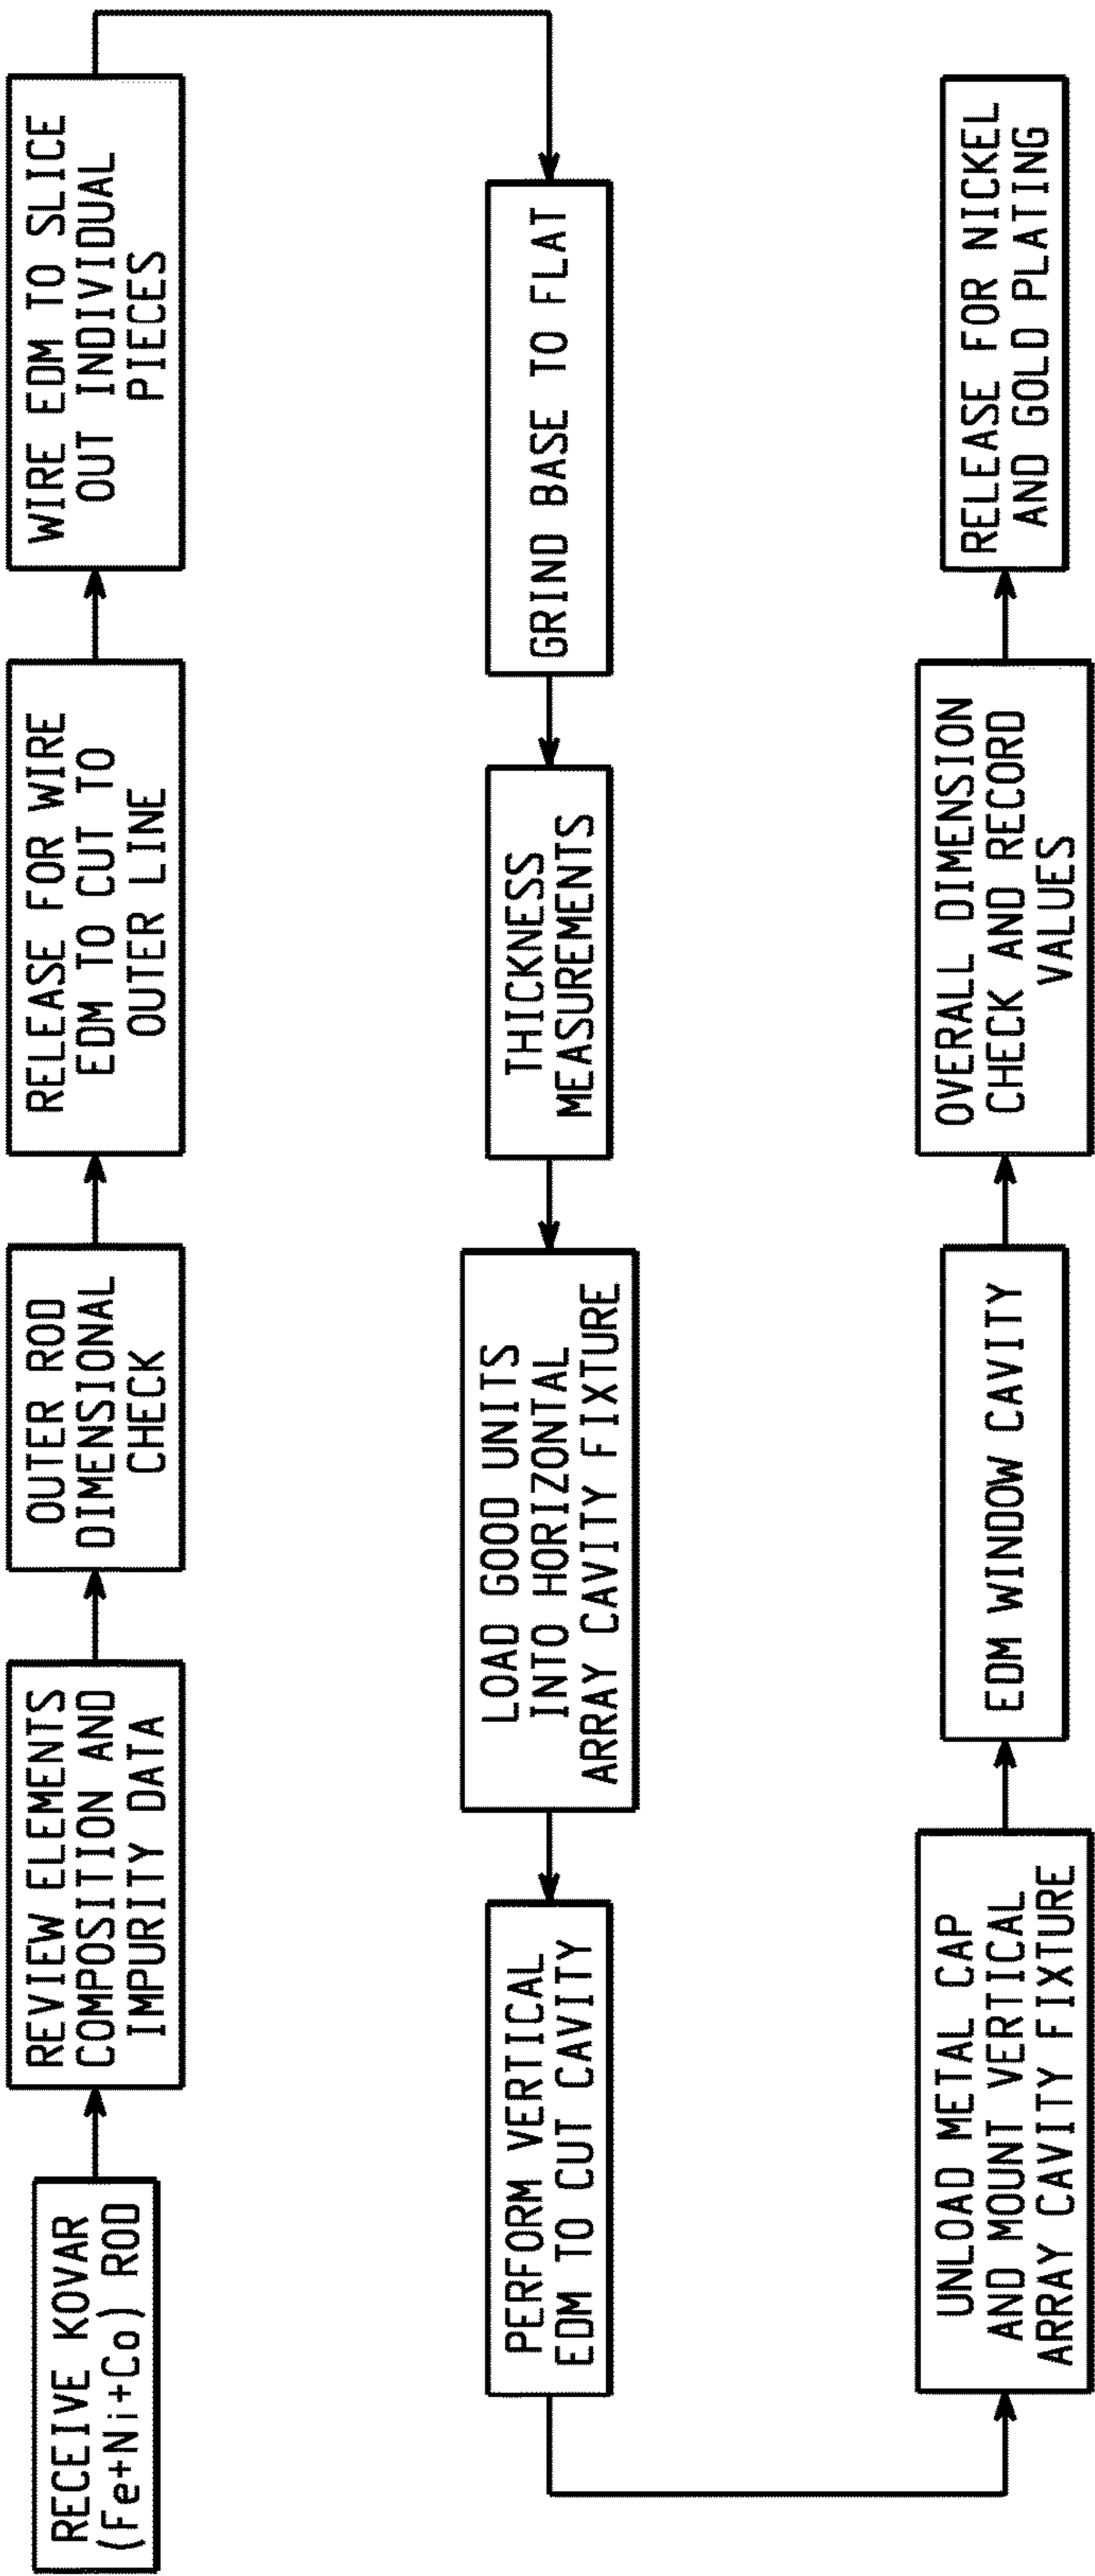 RECEIVE KOVAR
(Fe+Ni+Co) ROD
REVIEW ELEMENTS
COMPOSITION AND
IMPURITY DATA
OUTER ROD
DIMENSIONAL
CHECK
RELEASE FOR WIRE
EDM TO CUT TO
OUTER LINE
WIRE EDM TO SLICE
OUT INDIVIDUAL
PIECES
GRIND BASE TO FLAT
THICKNESS
MEASUREMENTS
LOAD GOOD UNITS
INTO HORIZONTAL
ARRAY CAVITY FIXTURE
PERFORM VERTICAL
EDM TO CUT CAVITY
UNLOAD METAL CAP
AND MOUNT VERTICAL
ARRAY CAVITY FIXTURE
EDM WINDOW CAVITY
OVERALL DIMENSION
CHECK AND RECORD
VALUES
RELEASE FOR NICKEL
AND GOLD PLATING